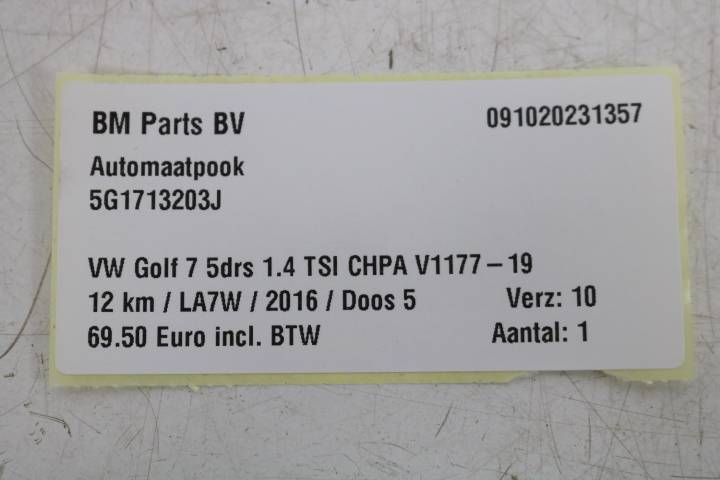 BM Parts BV 091020231357
Automaatpook
5G1713203J
VW Golf 7 5drs 1.4 TSI CHPA V1177 – 19
12 km / LA7W / 2016 / Doos 5 Verz: 10
69.50 Euro incl. BTW Aantal: 1